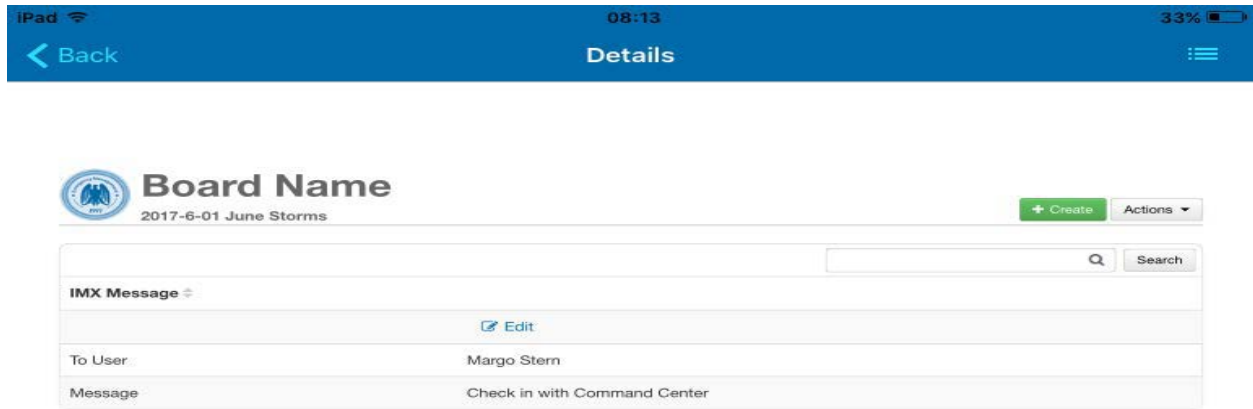 iPad 08:13 33%
Back Details
Board Name
2017-6-01 June Storms
+ Create Actions
Search
IMX Message
Edit
To User Margo Stern
Message Check in with Command Center